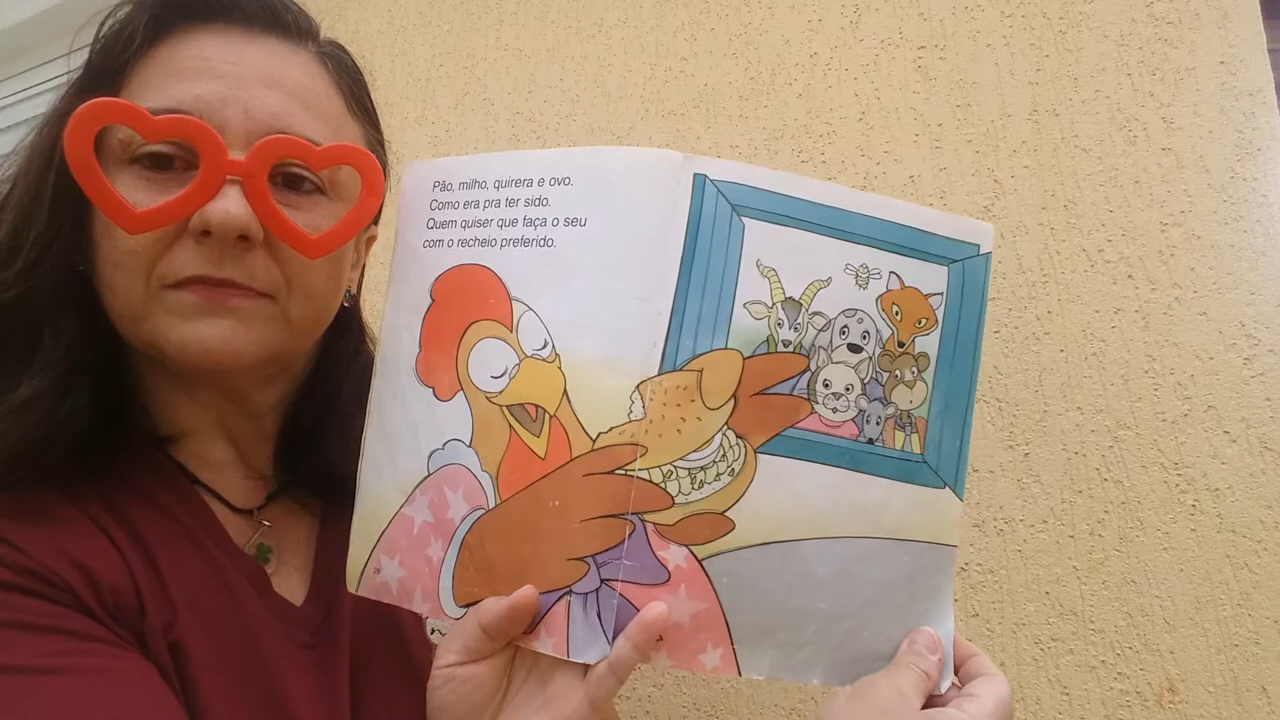 Pão, milho, quirera e ovo.
Como era pra ter sido.
Quem quiser que faça o seu
com o recheio preferido.